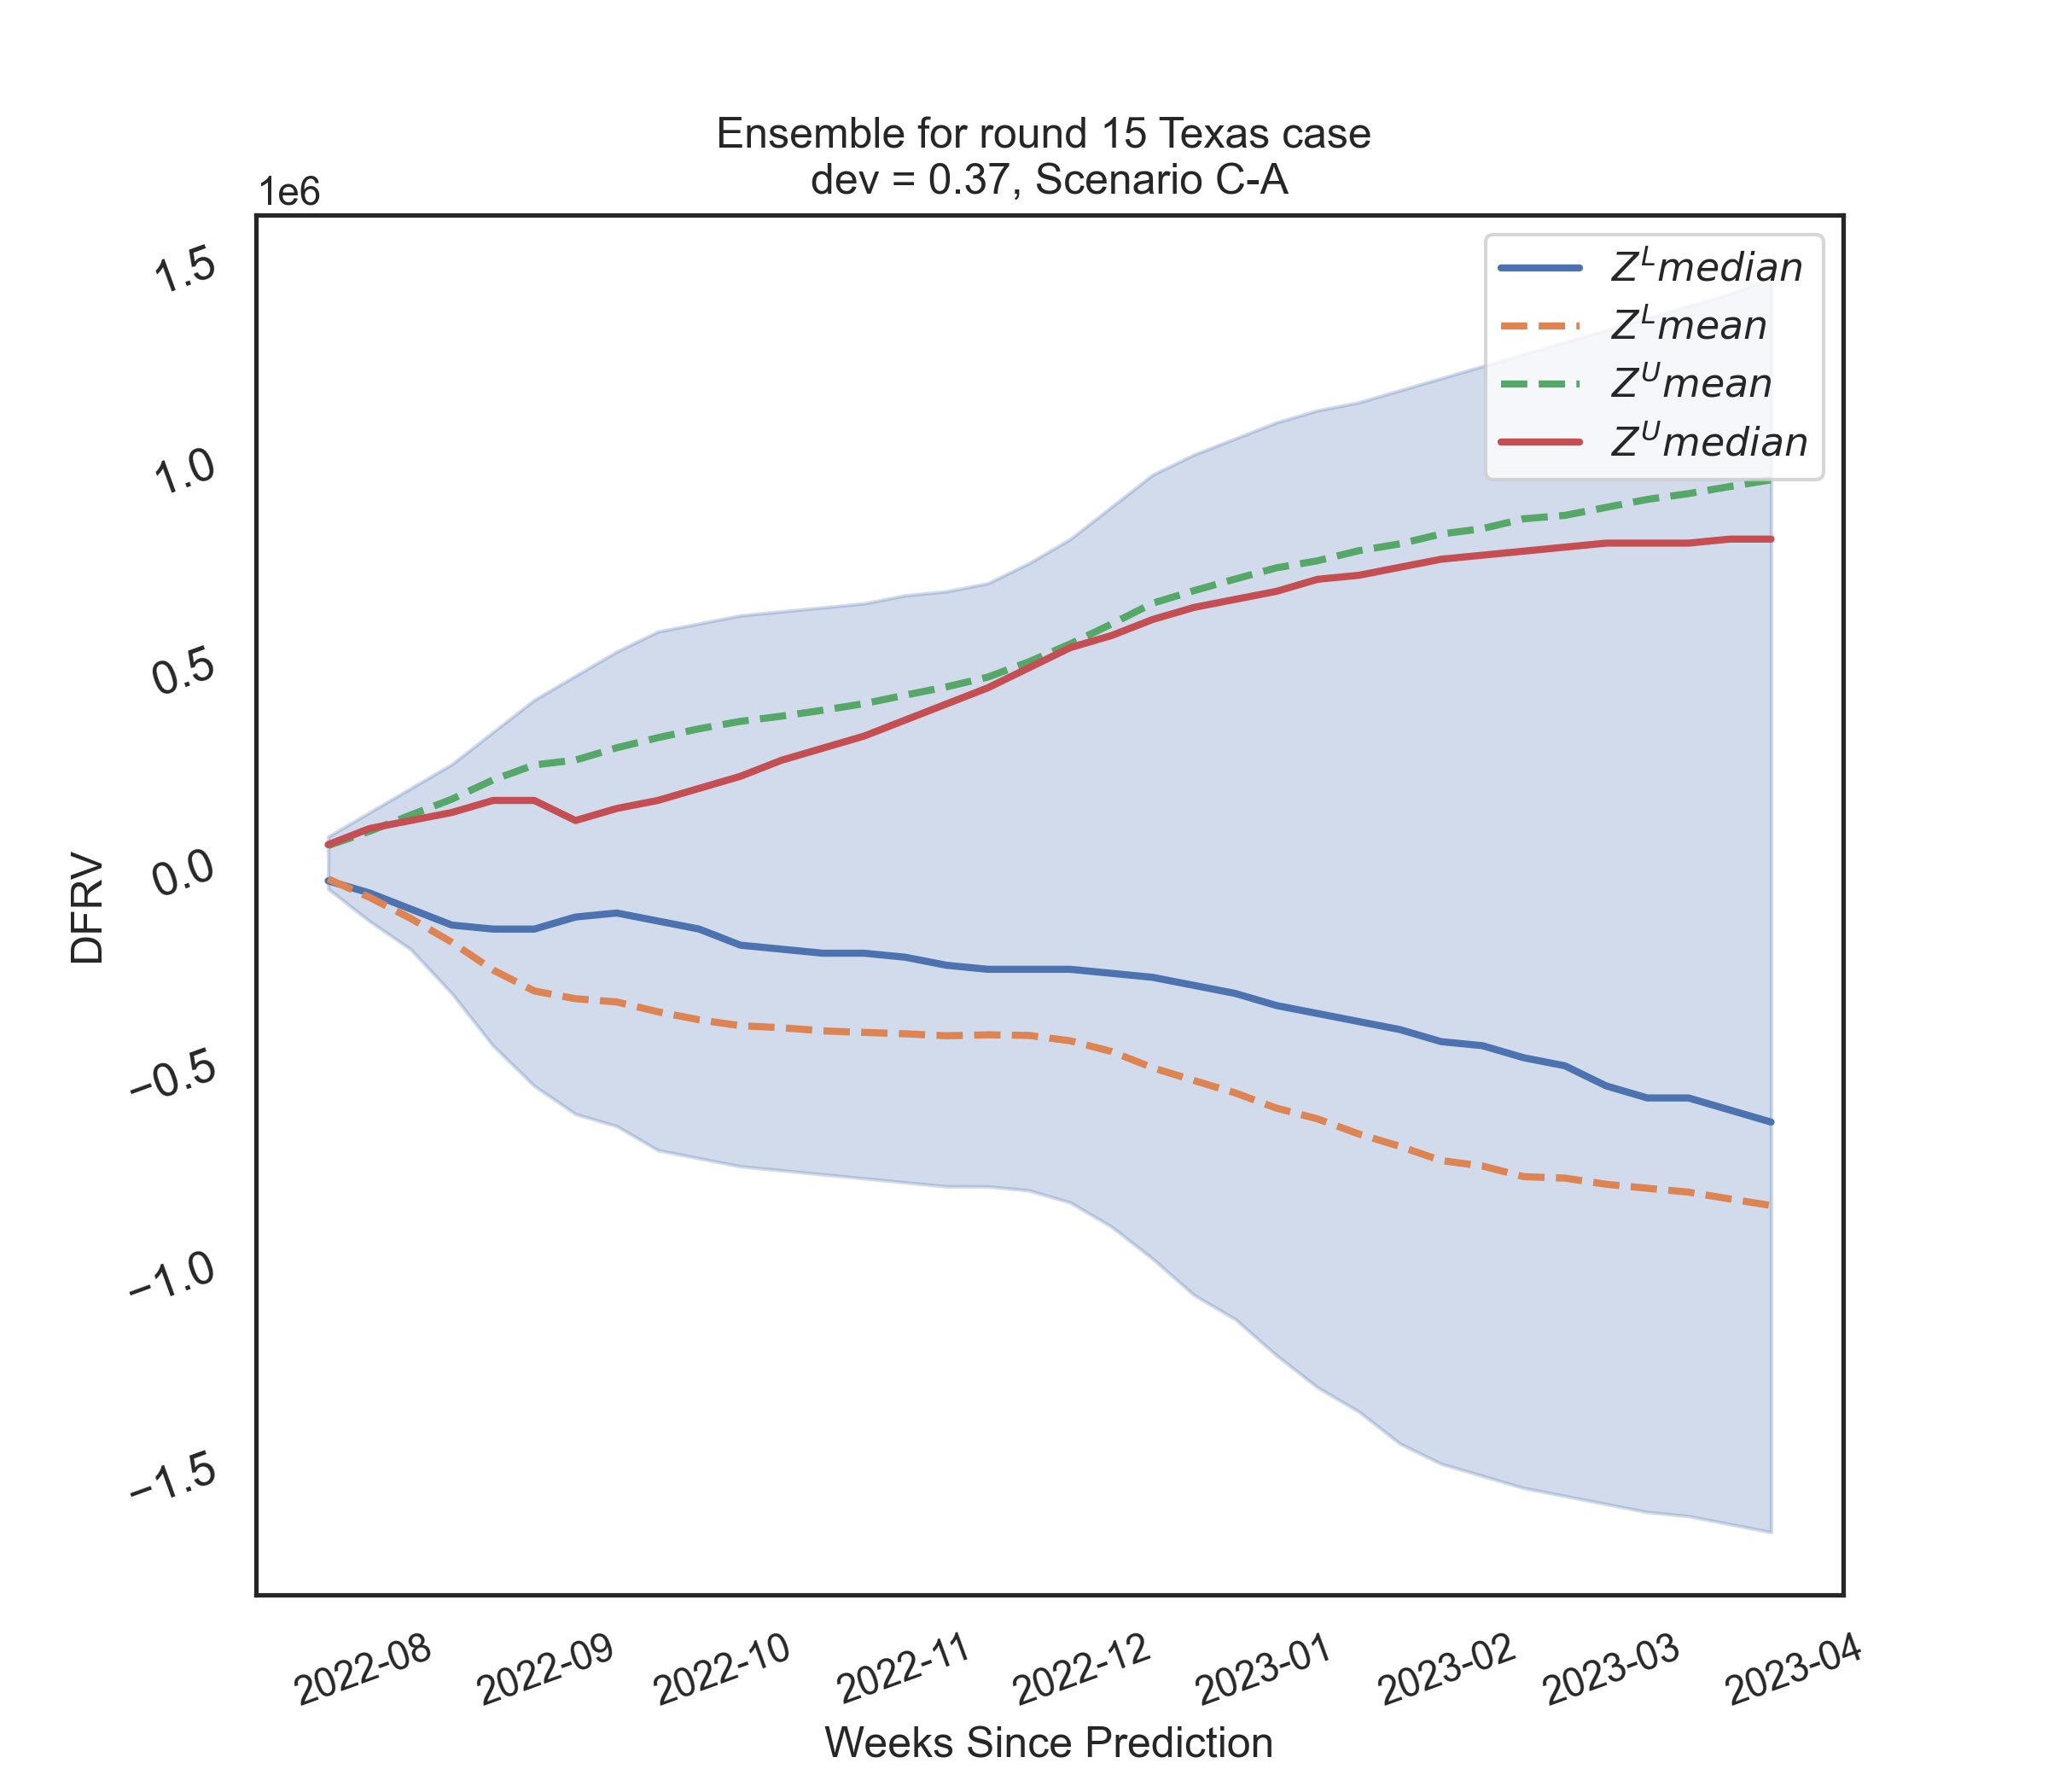 Ensemble for round 15 Texas case
dev = 0.37, Scenario C-A
1e6
Z^L median
Z^L mean
Z^U mean
Z^U median
1.5
1.0
0.5
0.0
−0.5
−1.0
−1.5
DFRV
2022-08
2022-09
2022-10
2022-11
2022-12
2023-01
2023-02
2023-03
2023-04
Weeks Since Prediction